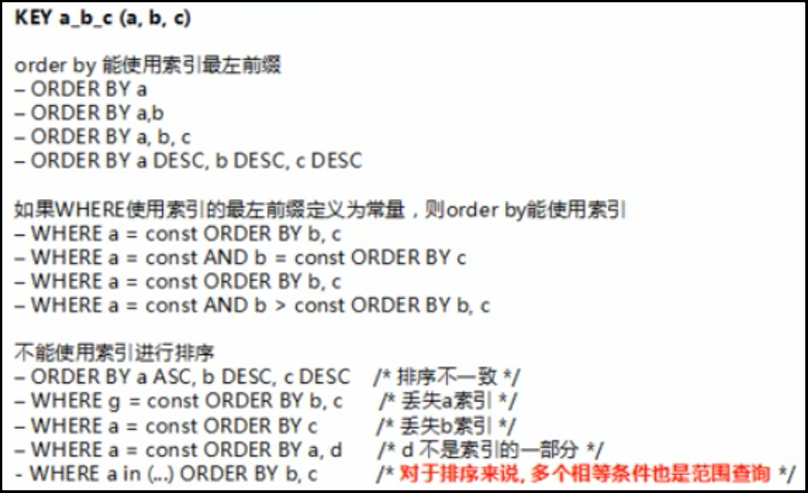 KEY a_b_c (a, b, c)
order by 能使用索引最左前缀
– ORDER BY a
– ORDER BY a,b
– ORDER BY a, b, c
– ORDER BY a DESC, b DESC, c DESC
如果WHERE使用索引的最左前缀定义为常量，则order by能使用索引
– WHERE a = const ORDER BY b, c
– WHERE a = const AND b = const ORDER BY c
– WHERE a = const ORDER BY b, c
– WHERE a = const AND b > const ORDER BY b, c
不能使用索引进行排序
– ORDER BY a ASC, b DESC, c DESC /* 排序不一致 */
– WHERE g = const ORDER BY b, c /* 丢失a索引 */
– WHERE a = const ORDER BY c /* 丢失b索引 */
– WHERE a = const ORDER BY a, d /* d 不是索引的一部分 */
- WHERE a in (...) ORDER BY b, c /* 对于排序来说, 多个相等条件也是范围查询 */